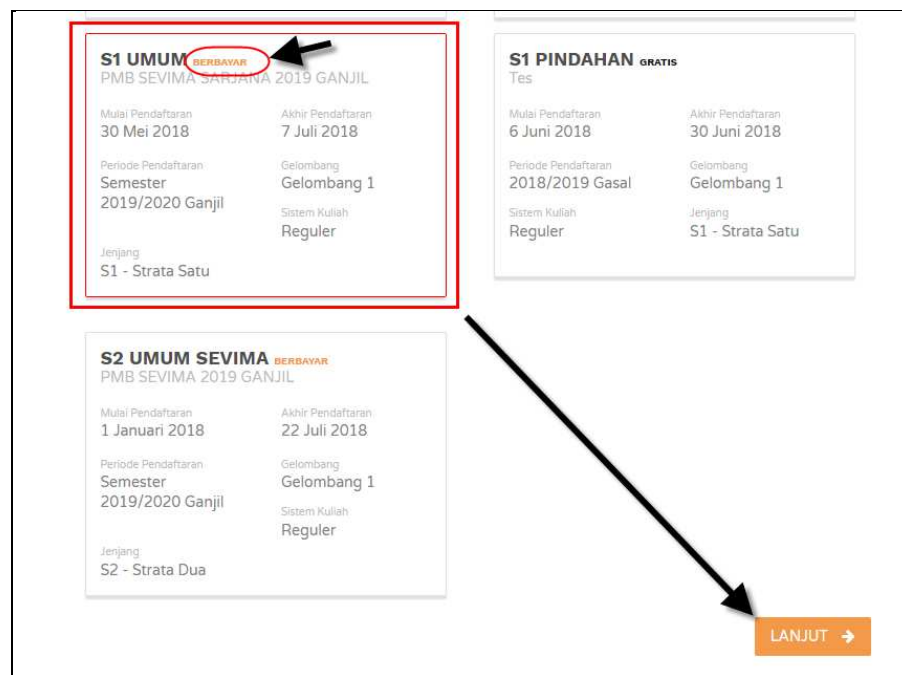 S1 UMUM BERBAYAR
PMB SEVIMA SARJANA 2019 GANJIL
Mulai Pendaftaran
30 Mei 2018
Akhir Pendaftaran
7 Juli 2018
Periode Pendaftaran
Semester
2019/2020 Ganjil
Gelombang
Gelombang 1
Sistem Kuliah
Reguler
Jenjang
S1 - Strata Satu
S1 PINDAHAN GRATIS
Tes
Mulai Pendaftaran
6 Juni 2018
Akhir Pendaftaran
30 Juni 2018
Periode Pendaftaran
2018/2019 Gasal
Gelombang
Gelombang 1
Sistem Kuliah
Reguler
Jenjang
S1 - Strata Satu
S2 UMUM SEVIMA BERBAYAR
PMB SEVIMA 2019 GANJIL
Mulai Pendaftaran
1 Januari 2018
Akhir Pendaftaran
22 Juli 2018
Periode Pendaftaran
Semester
2019/2020 Ganjil
Gelombang
Gelombang 1
Sistem Kuliah
Reguler
Jenjang
S2 - Strata Dua
LANJUT